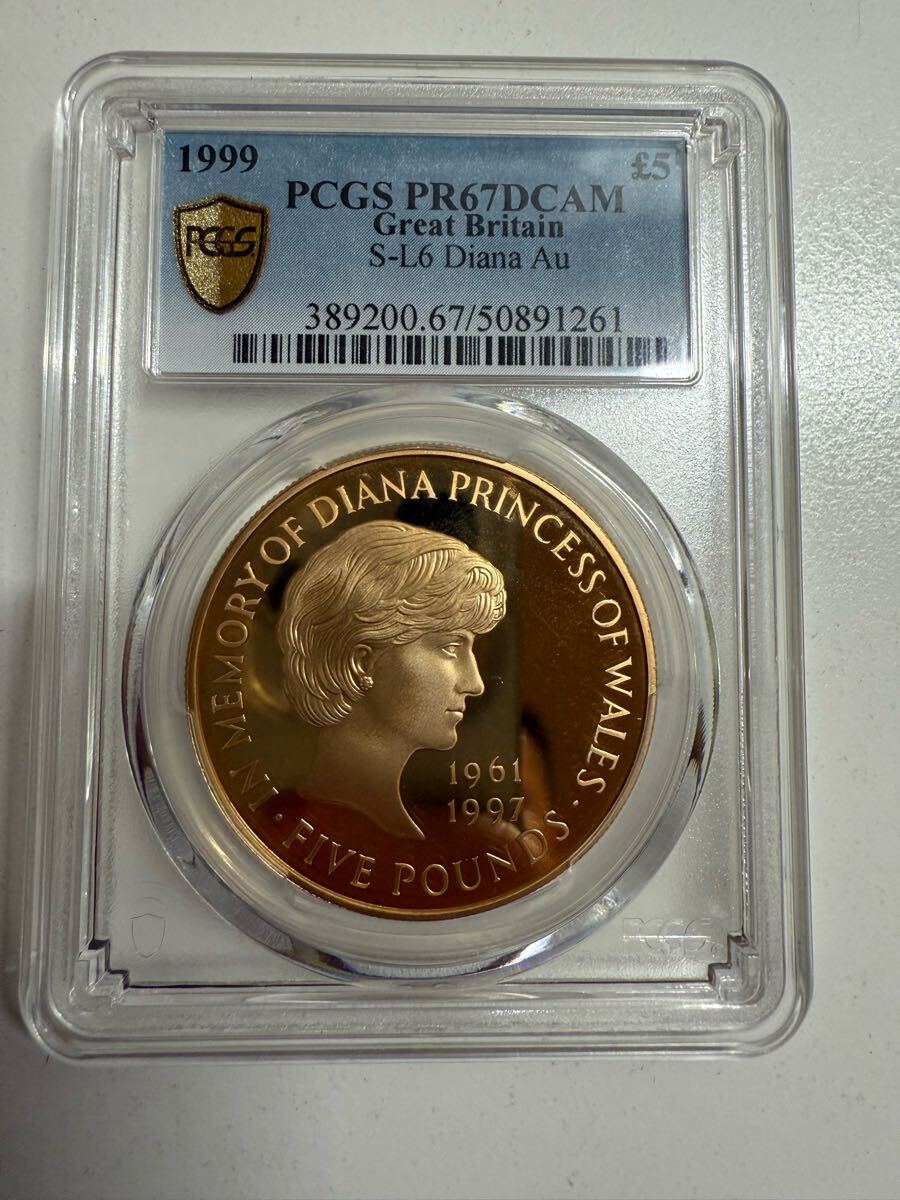 1999
£5
PCGS PR67DCAM
Great Britain
S-L6 Diana Au
PCGS
389200.67/50891261
IN MEMORY OF DIANA PRINCESS OF WALES ·
1961
1997
· FIVE POUNDS
PCGS